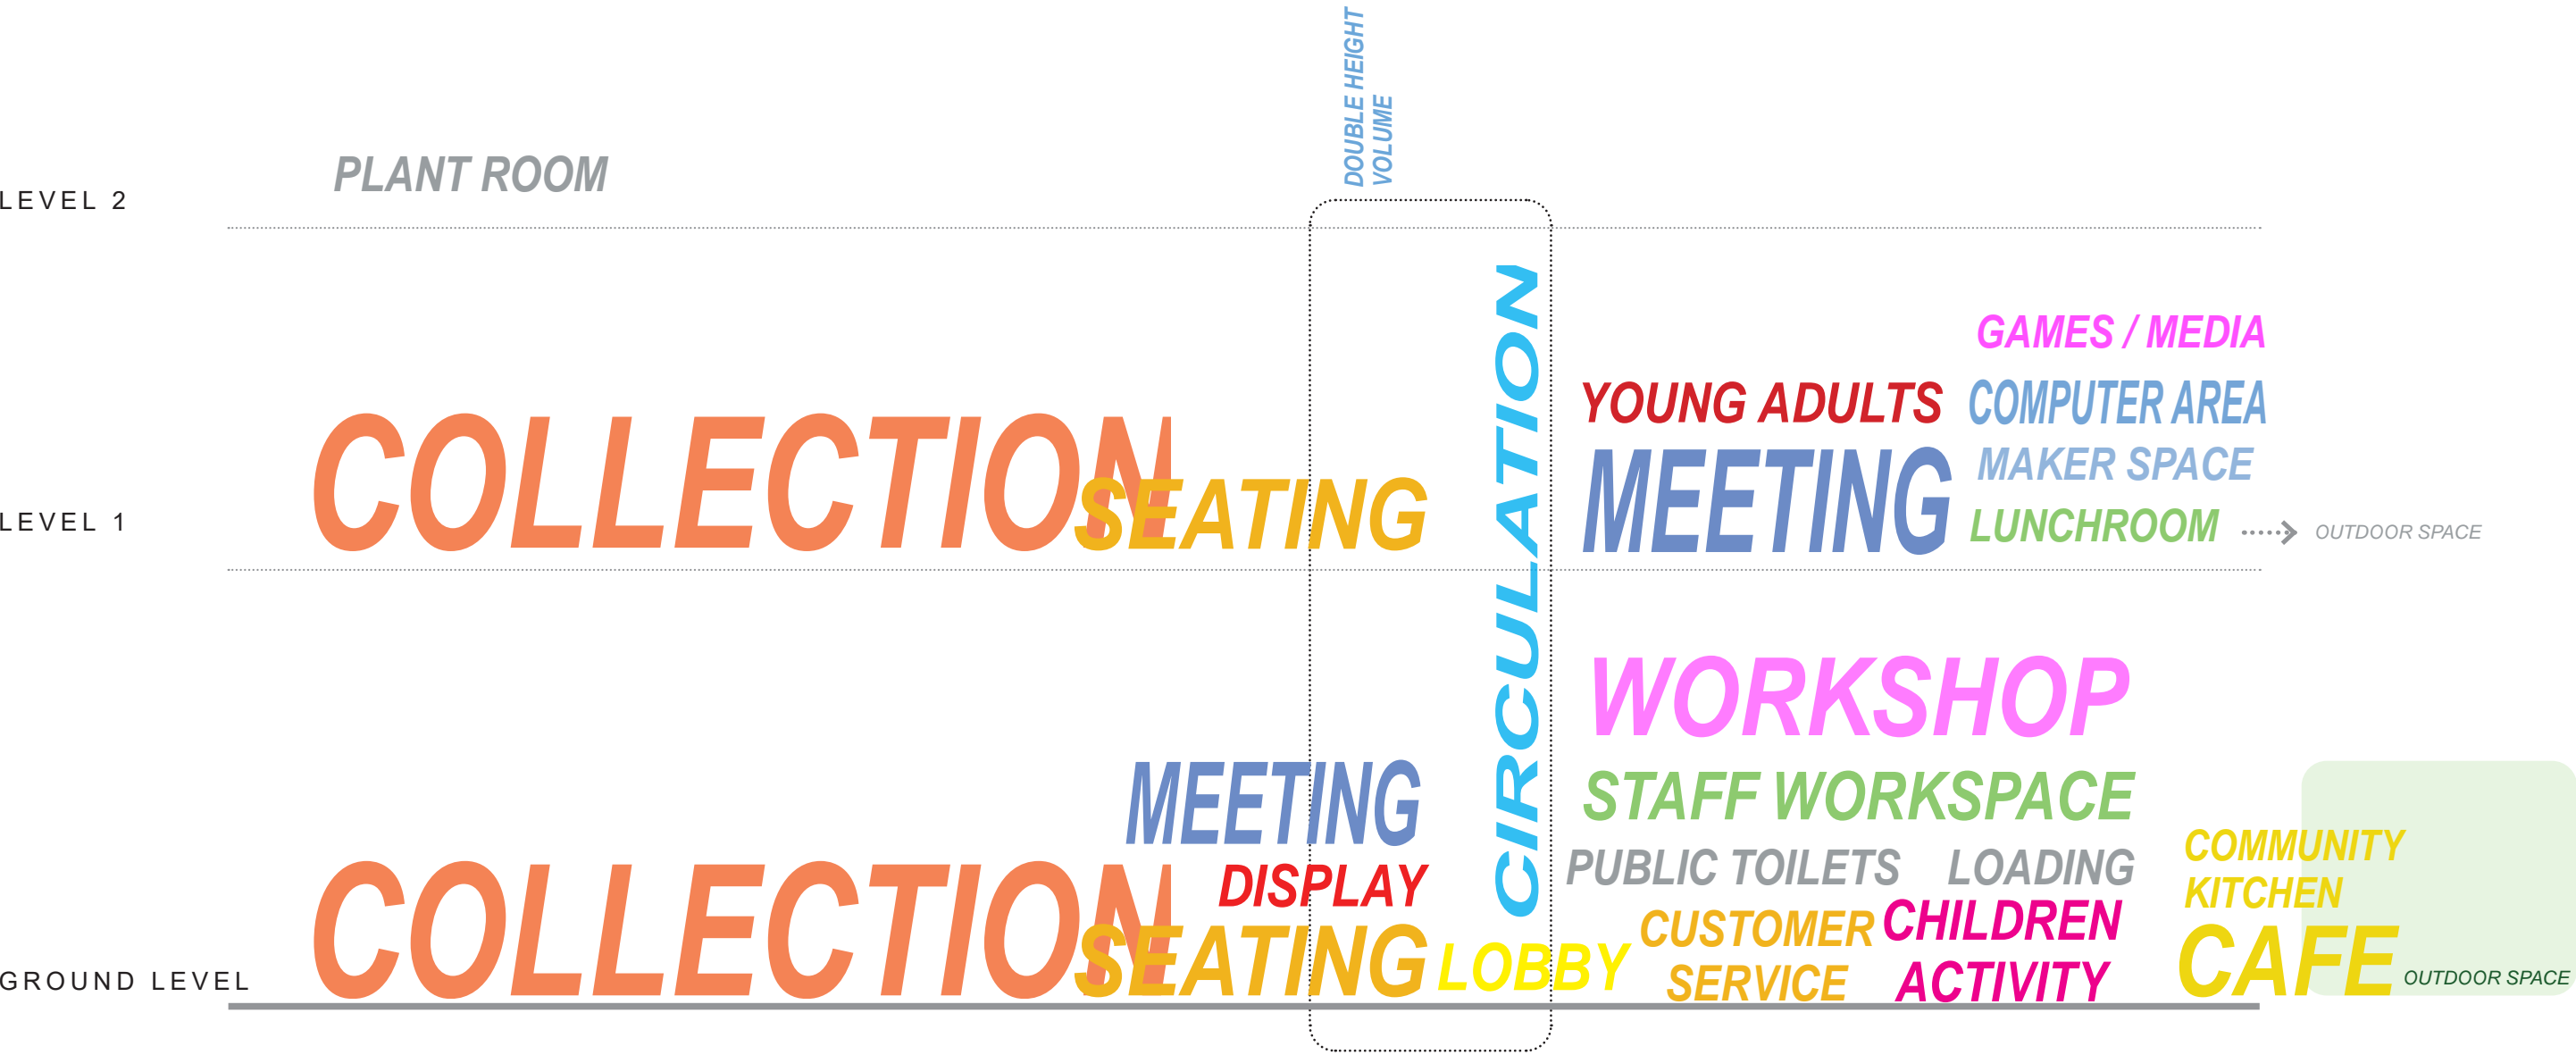 DOUBLE HEIGHT
VOLUME
LEVEL 2
PLANT ROOM
CIRCULATION
LEVEL 1
COLLECTION
SEATING
YOUNG ADULTS
MEETING
GAMES / MEDIA
COMPUTER AREA
MAKER SPACE
LUNCHROOM
OUTDOOR SPACE
GROUND LEVEL
COLLECTION
MEETING
DISPLAY
SEATING
LOBBY
WORKSHOP
STAFF WORKSPACE
PUBLIC TOILETS
LOADING
CUSTOMER
SERVICE
CHILDREN
ACTIVITY
COMMUNITY
KITCHEN
CAFE
OUTDOOR SPACE